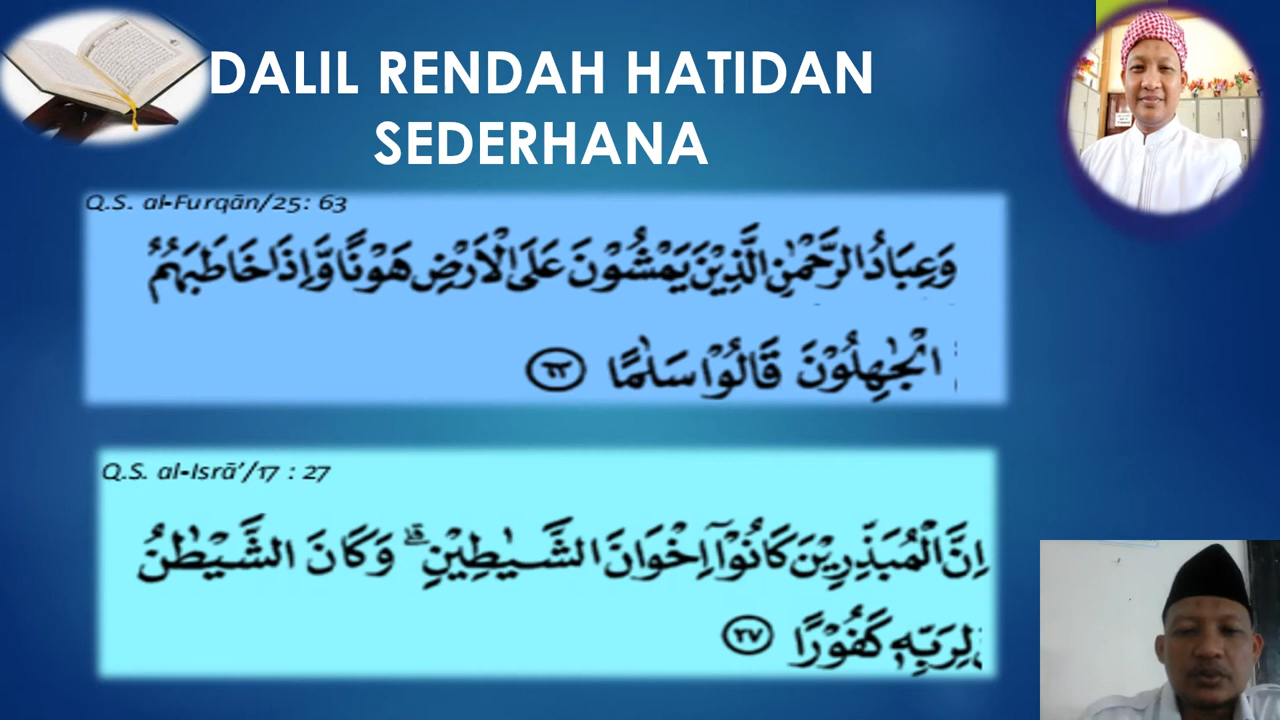 DALIL RENDAH HATIDAN
SEDERHANA
Q.S. al-Furqān/25: 63
وَعِبَادُ الرَّحْمٰنِ الَّذِيْنَ يَمْشُوْنَ عَلَى الْاَرْضِ هَوْنًا وَّاِذَا خَاطَبَهُمُ
الْجٰهِلُوْنَ قَالُوْا سَلٰمًا ٦٣
Q.S. al-Isrā’/17 : 27
اِنَّ الْمُبَذِّرِيْنَ كَانُوْٓا اِخْوَانَ الشَّيٰطِيْنِ ۗ وَكَانَ الشَّيْطٰنُ
لِرَبِّهٖ كَفُوْرًا ٢٧